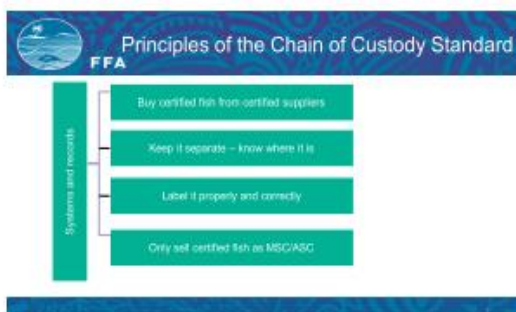 FFA
Principles of the Chain of Custody Standard
Systems and records
Buy certified fish from certified suppliers
Keep it separate – know where it is
Label it properly and correctly
Only sell certified fish as MSC/ASC